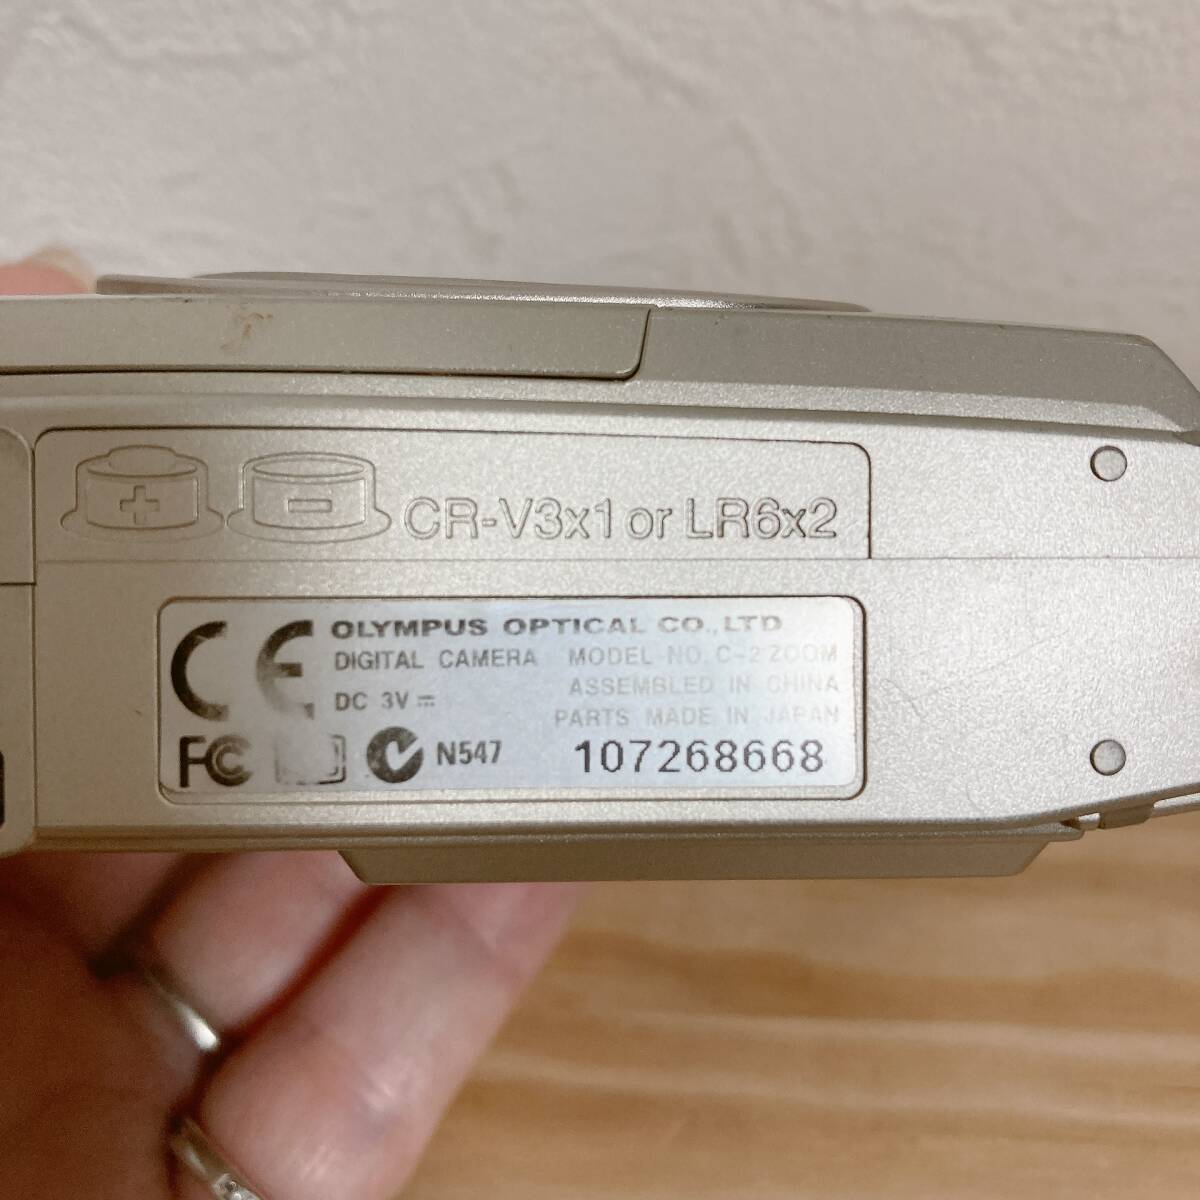 CR-V3x1 or LR6x2
OLYMPUS OPTICAL CO.,LTD
DIGITAL CAMERA MODEL NO. C-2 ZOOM
DC 3V ⎓ ASSEMBLED IN CHINA
PARTS MADE IN JAPAN
CE
FC N547 107268668